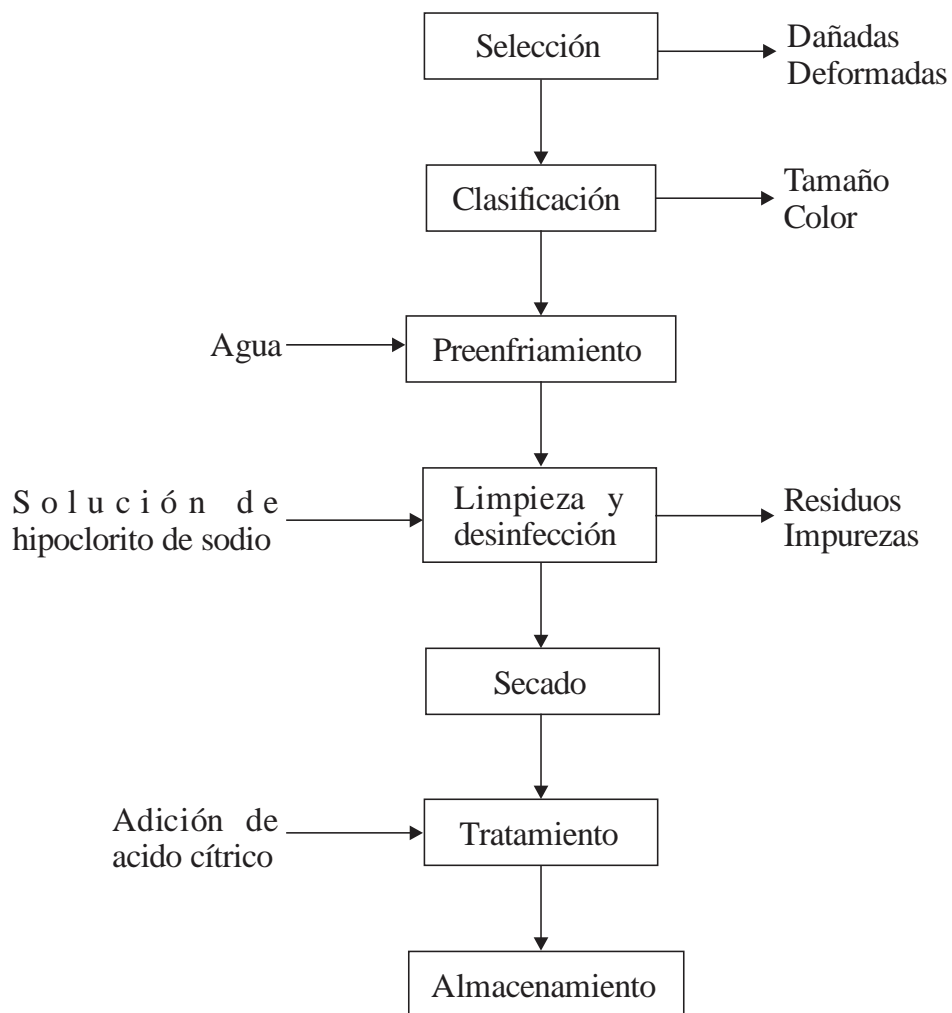 Selección
Dañadas
Deformadas
Clasificación
Tamaño
Color
Agua
Preenfriamiento
Solución de
hipoclorito de sodio
Limpieza y
desinfección
Residuos
Impurezas
Secado
Adición de
acido cítrico
Tratamiento
Almacenamiento